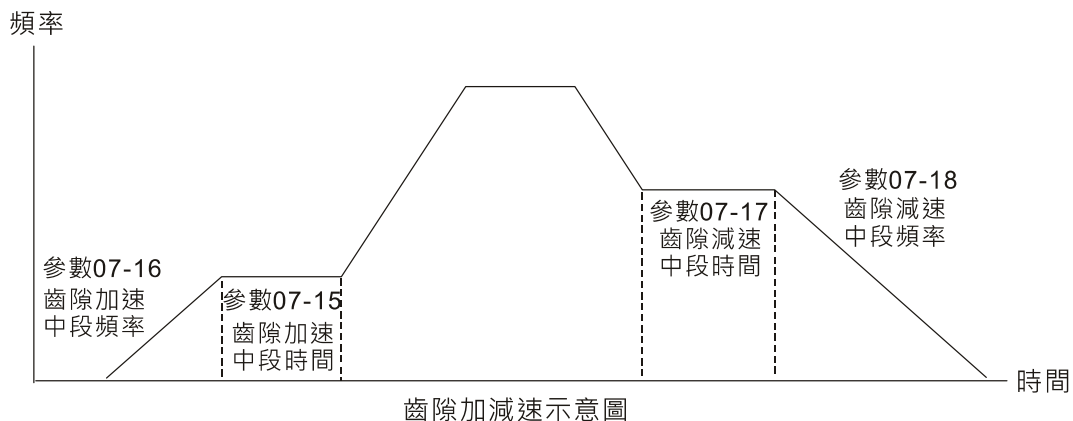 頻率
參數07-16
齒隙加速
中段頻率
參數07-15
齒隙加速
中段時間
參數07-17
齒隙減速
中段時間
參數07-18
齒隙減速
中段頻率
時間
齒隙加減速示意圖